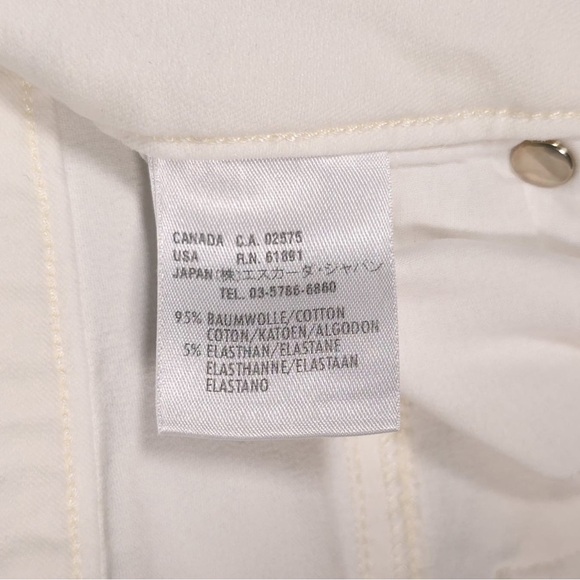 CANADA C.A. 02575
USA R.N. 61891
JAPAN (株)エスカーダ・ジャパン
TEL. 03-5786-6860
95% BAUMWOLLE/COTTON
COTON/KATOEN/ALGODON
5% ELASTHAN/ELASTANE
ELASTHANNE/ELASTAAN
ELASTANO